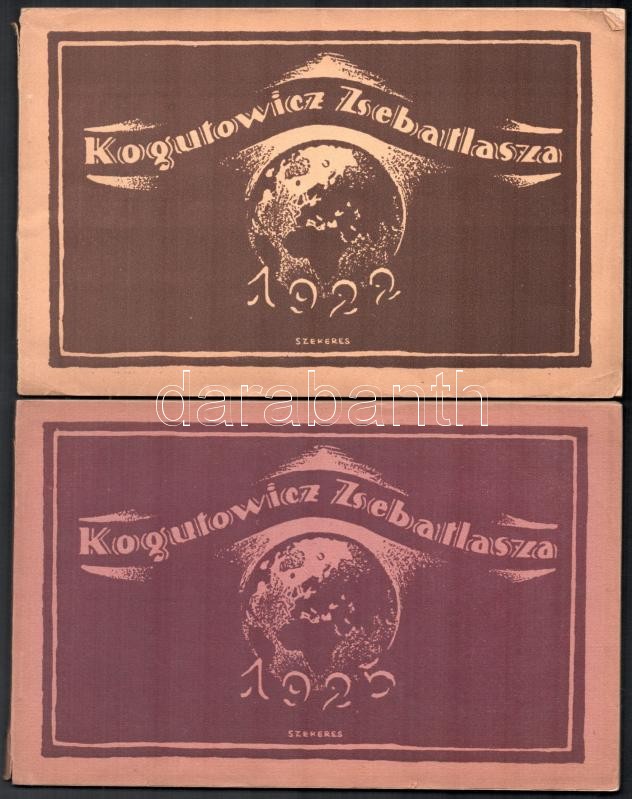 Kogutowicz Zsebatlasza
1922
SZEKERES
darabanth
Kogutowicz Zsebatlasza
1925
SZEKERES